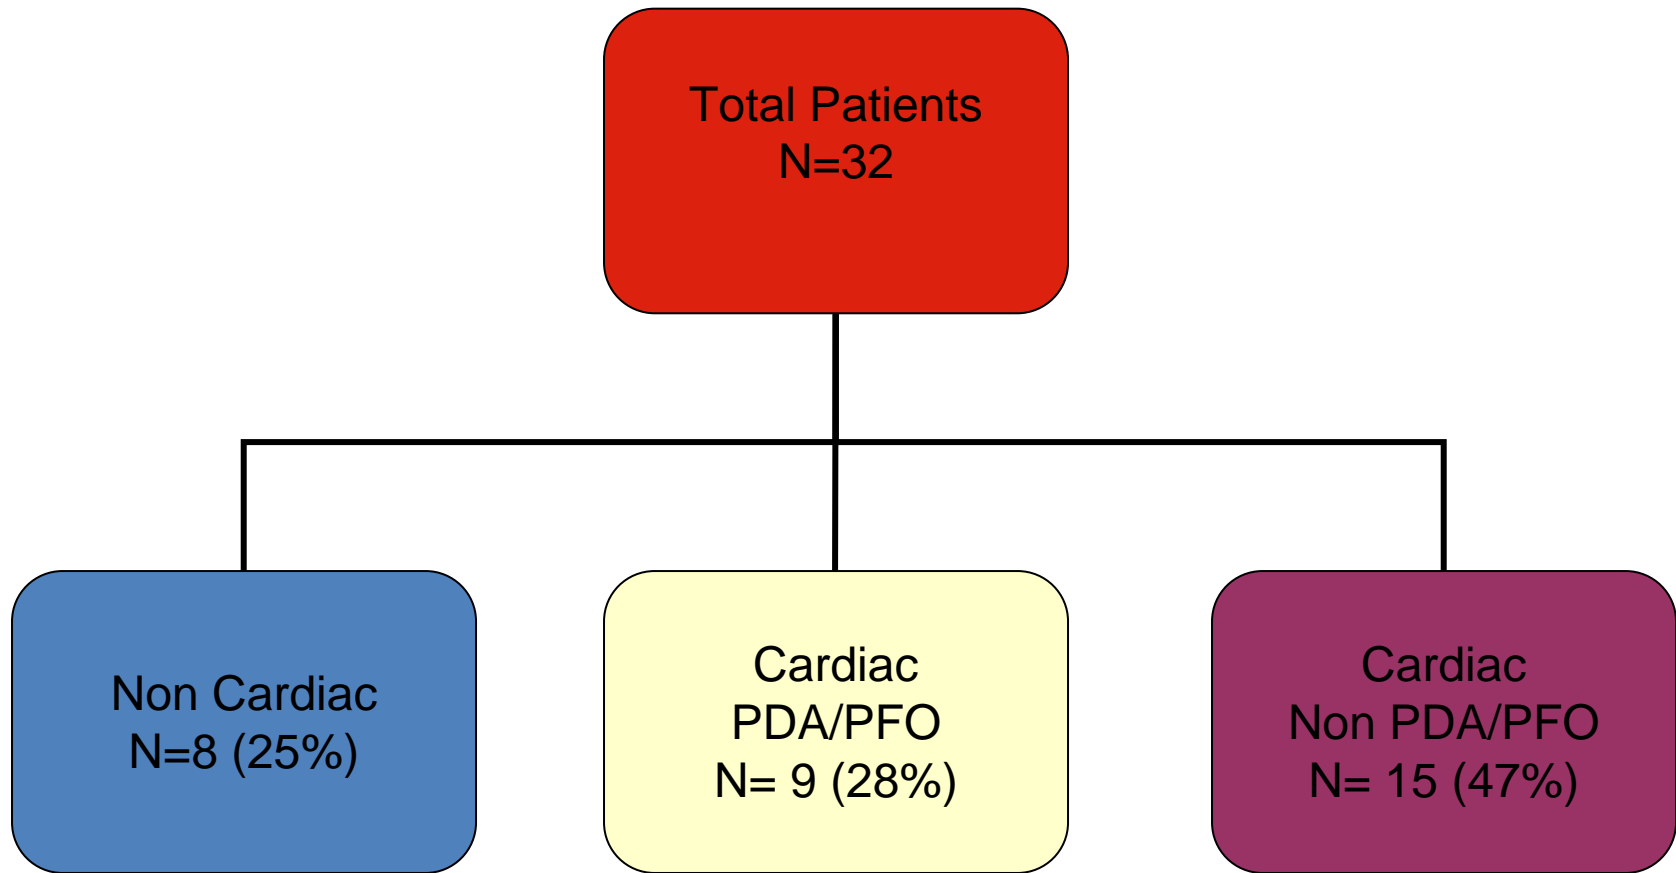 Total Patients
N=32
Non Cardiac
N=8 (25%)
Cardiac
PDA/PFO
N= 9 (28%)
Cardiac
Non PDA/PFO
N= 15 (47%)